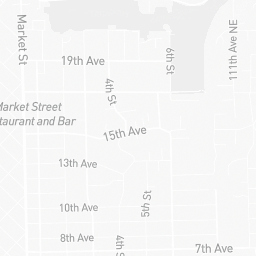 Market St
19th Ave
6th St
111th Ave NE
4th St
Market Street
staurant and Bar
15th Ave
13th Ave
5th St
10th Ave
8th Ave
4th St
7th Ave